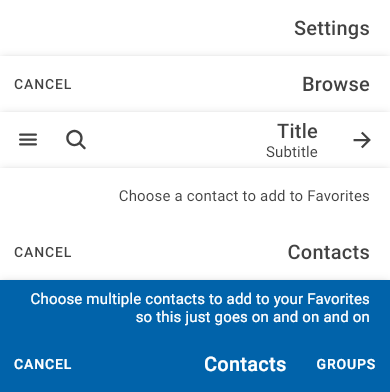 Settings
CANCEL
Browse
Title
Subtitle
Choose a contact to add to Favorites
CANCEL
Contacts
Choose multiple contacts to add to your Favorites
so this just goes on and on and on
CANCEL
Contacts
GROUPS